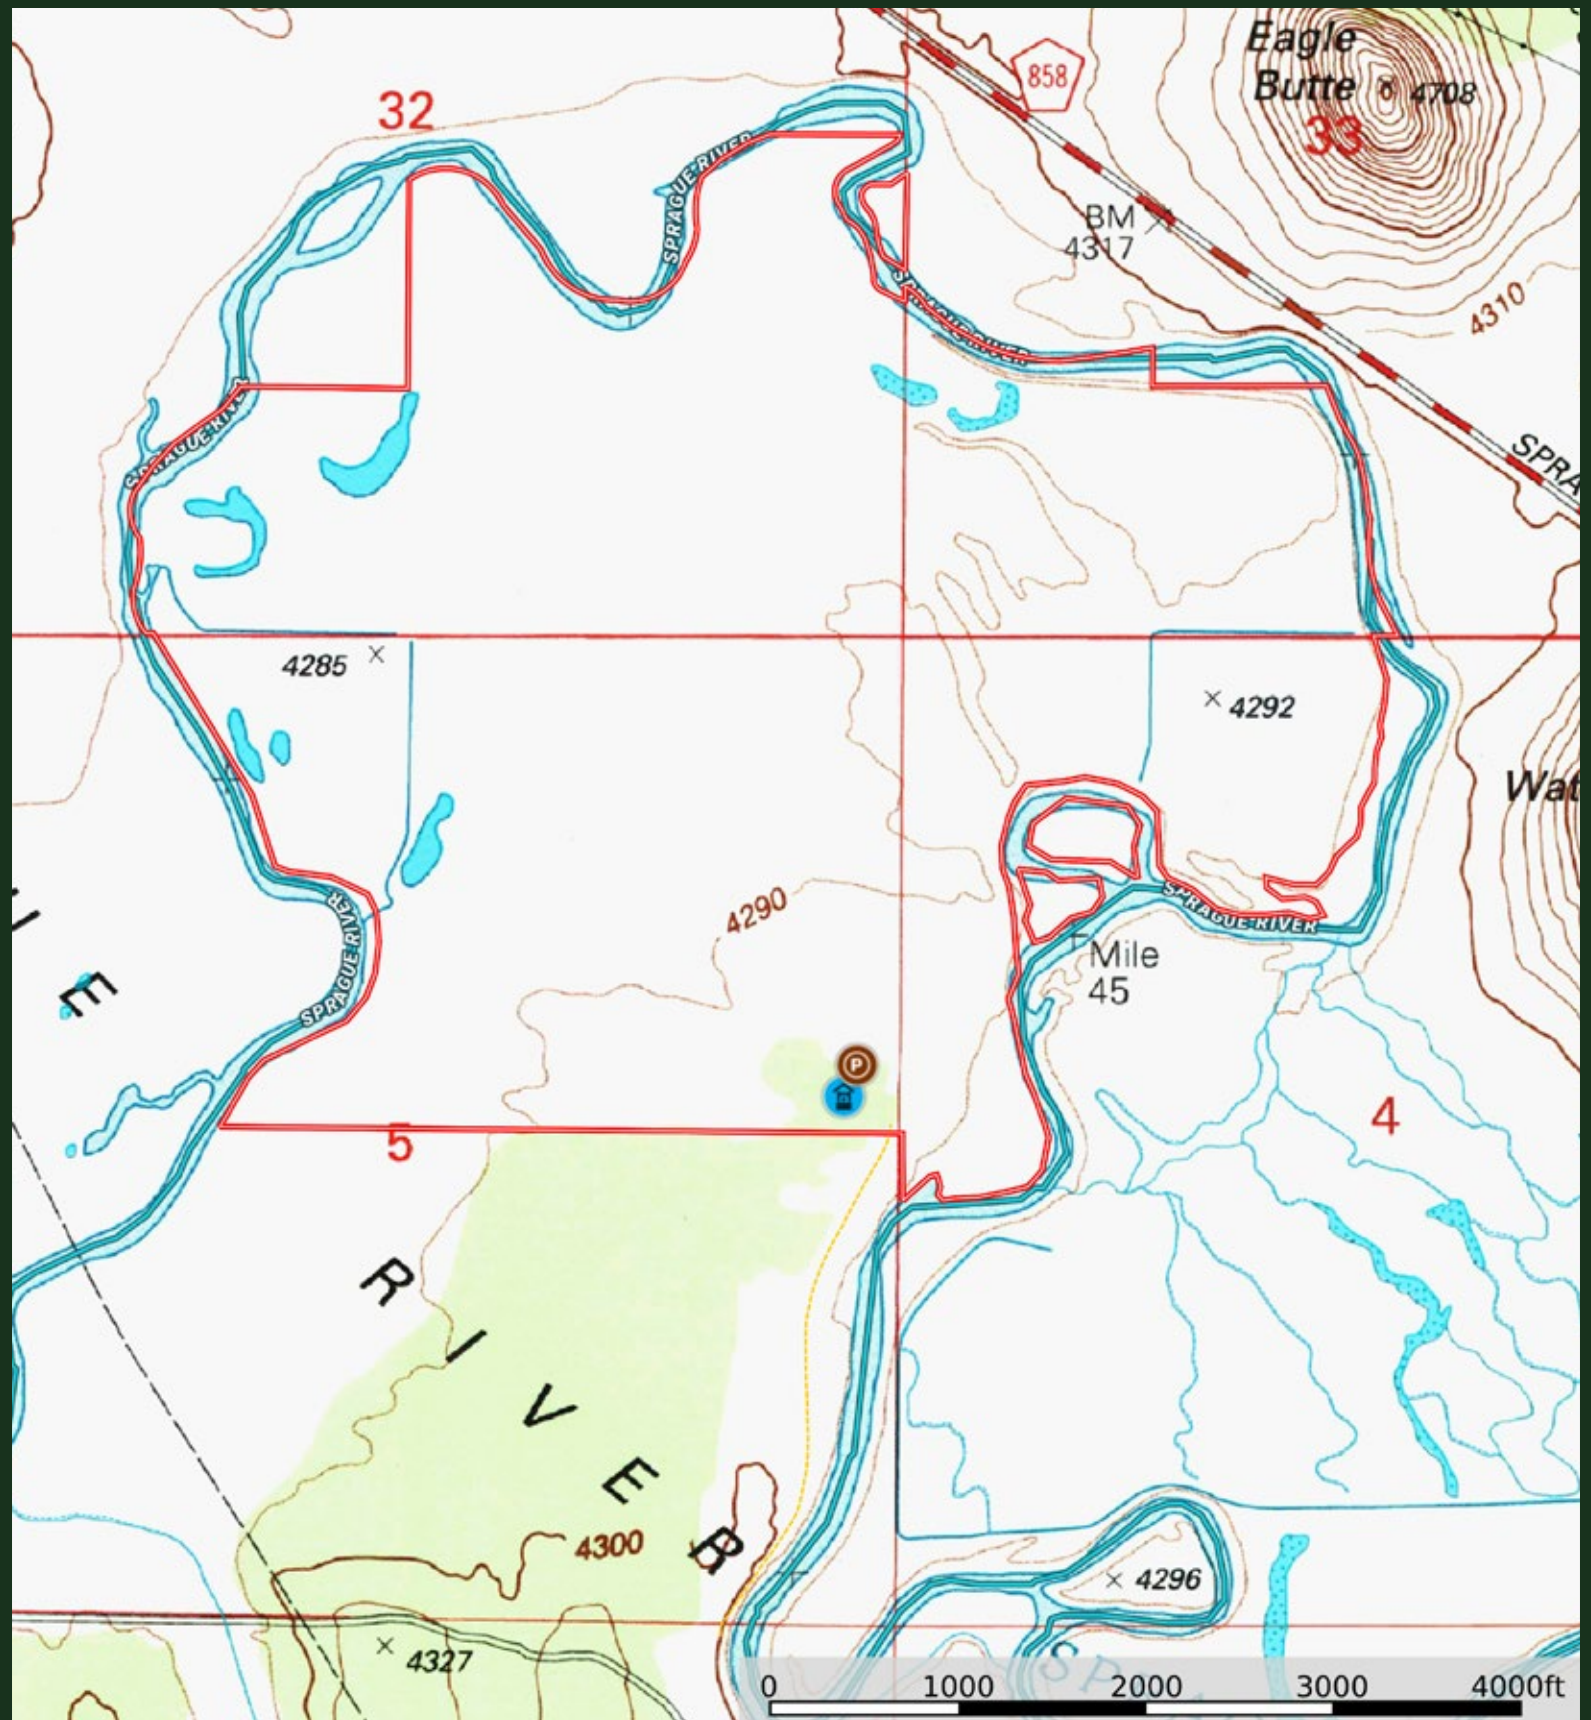 Eagle
858
Butte
4708
32
33
SPRAGUE RIVER
BM
4317
SPRAGUE RIVER
4310
SPRAGUE RIVER
SPRA
4285
4292
Wat
4290
SPRAGUE RIVER
SPRAGUE RIVER
Mile
45
E
P
4
5
R
I
V
E
R
4300
4296
4327
SP
0 1000 2000 3000 4000ft